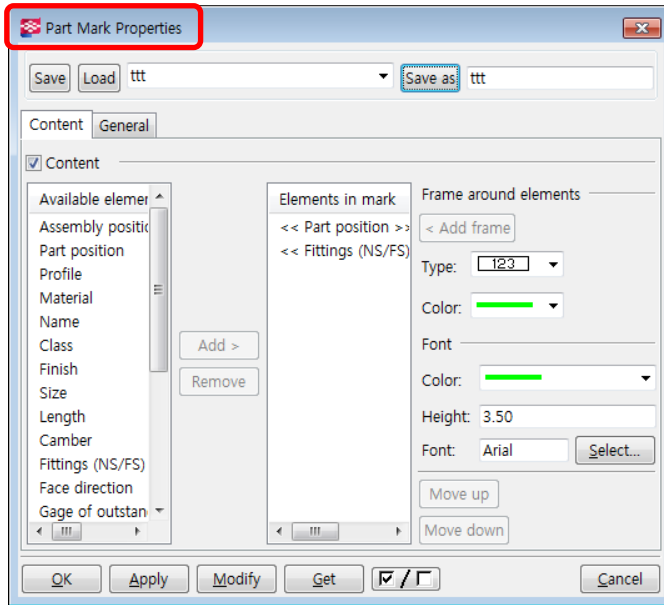 Part Mark Properties
Save Load ttt Save as ttt
Content General
Content
Available elemer
Assembly positic
Part position
Profile
Material
Name
Class
Finish
Size
Length
Camber
Fittings (NS/FS)
Face direction
Gage of outstan
Add >
Remove
Elements in mark
<< Part position >>
<< Fittings (NS/FS)
Frame around elements
< Add frame
Type: 123
Color:
Font
Color:
Height: 3.50
Font: Arial Select...
Move up
Move down
OK Apply Modify Get / Cancel